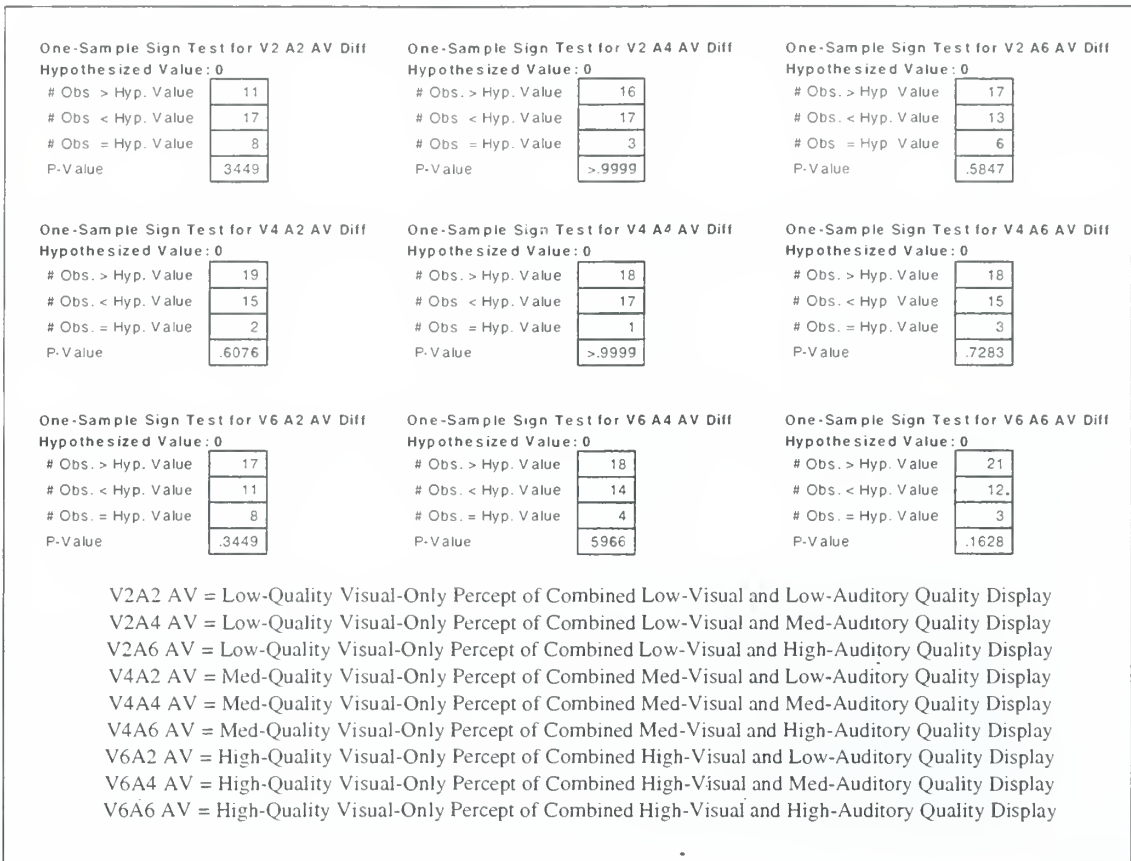 One-Sample Sign Test for V2 A2 AV Diff
Hypothesized Value: 0
# Obs > Hyp. Value 11
# Obs < Hyp. Value 17
# Obs = Hyp. Value 8
P-Value 3449
One-Sample Sign Test for V2 A4 AV Diff
Hypothesized Value: 0
# Obs. > Hyp. Value 16
# Obs < Hyp. Value 17
# Obs = Hyp. Value 3
P-Value >.9999
One-Sample Sign Test for V2 A6 AV Diff
Hypothesized Value: 0
# Obs. > Hyp Value 17
# Obs. < Hyp. Value 13
# Obs = Hyp Value 6
P-Value .5847
One-Sample Sign Test for V4 A2 AV Diff
Hypothesized Value: 0
# Obs. > Hyp. Value 19
# Obs. < Hyp. Value 15
# Obs. = Hyp. Value 2
P-Value .6076
One-Sample Sign Test for V4 A4 AV Diff
Hypothesized Value: 0
# Obs. > Hyp. Value 18
# Obs < Hyp. Value 17
# Obs = Hyp. Value 1
P-Value >.9999
One-Sample Sign Test for V4 A6 AV Diff
Hypothesized Value: 0
# Obs. > Hyp. Value 18
# Obs. < Hyp Value 15
# Obs. = Hyp. Value 3
P-Value .7283
One-Sample Sign Test for V6 A2 AV Diff
Hypothesized Value: 0
# Obs. > Hyp. Value 17
# Obs. < Hyp. Value 11
# Obs. = Hyp. Value 8
P-Value .3449
One-Sample Sign Test for V6 A4 AV Diff
Hypothesized Value: 0
# Obs. > Hyp. Value 18
# Obs. < Hyp. Value 14
# Obs. = Hyp. Value 4
P-Value 5966
One-Sample Sign Test for V6 A6 AV Diff
Hypothesized Value: 0
# Obs. > Hyp. Value 21
# Obs. < Hyp. Value 12.
# Obs. = Hyp. Value 3
P-Value .1628
V2A2 AV = Low-Quality Visual-Only Percept of Combined Low-Visual and Low-Auditory Quality Display
V2A4 AV = Low-Quality Visual-Only Percept of Combined Low-Visual and Med-Auditory Quality Display
V2A6 AV = Low-Quality Visual-Only Percept of Combined Low-Visual and High-Auditory Quality Display
V4A2 AV = Med-Quality Visual-Only Percept of Combined Med-Visual and Low-Auditory Quality Display
V4A4 AV = Med-Quality Visual-Only Percept of Combined Med-Visual and Med-Auditory Quality Display
V4A6 AV = Med-Quality Visual-Only Percept of Combined Med-Visual and High-Auditory Quality Display
V6A2 AV = High-Quality Visual-Only Percept of Combined High-Visual and Low-Auditory Quality Display
V6A4 AV = High-Quality Visual-Only Percept of Combined High-Visual and Med-Auditory Quality Display
V6A6 AV = High-Quality Visual-Only Percept of Combined High-Visual and High-Auditory Quality Display